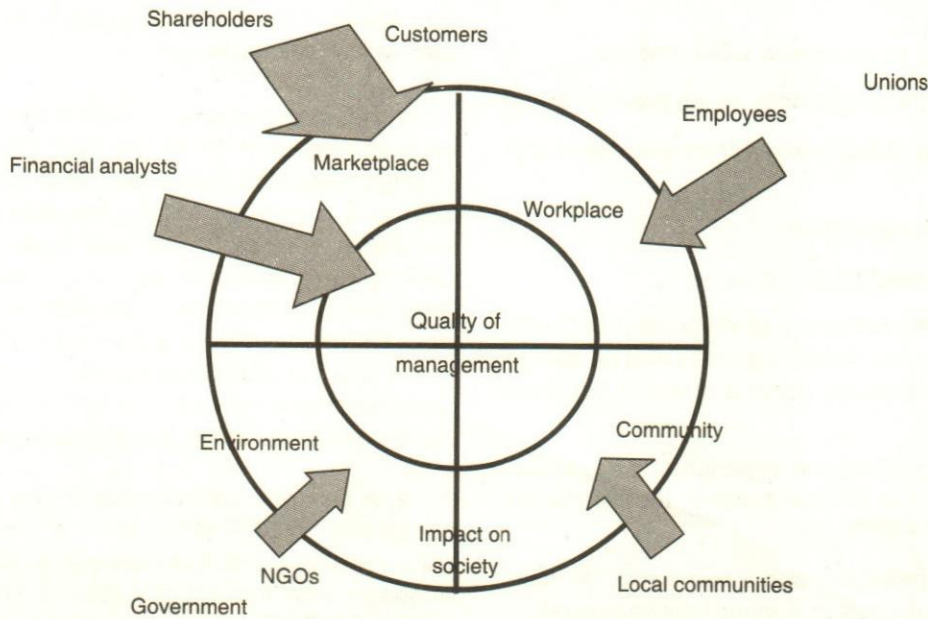 Shareholders
Customers
Unions
Employees
Financial analysts
Marketplace
Workplace
Quality of
management
Environment
Community
Impact on
society
NGOs
Local communities
Government